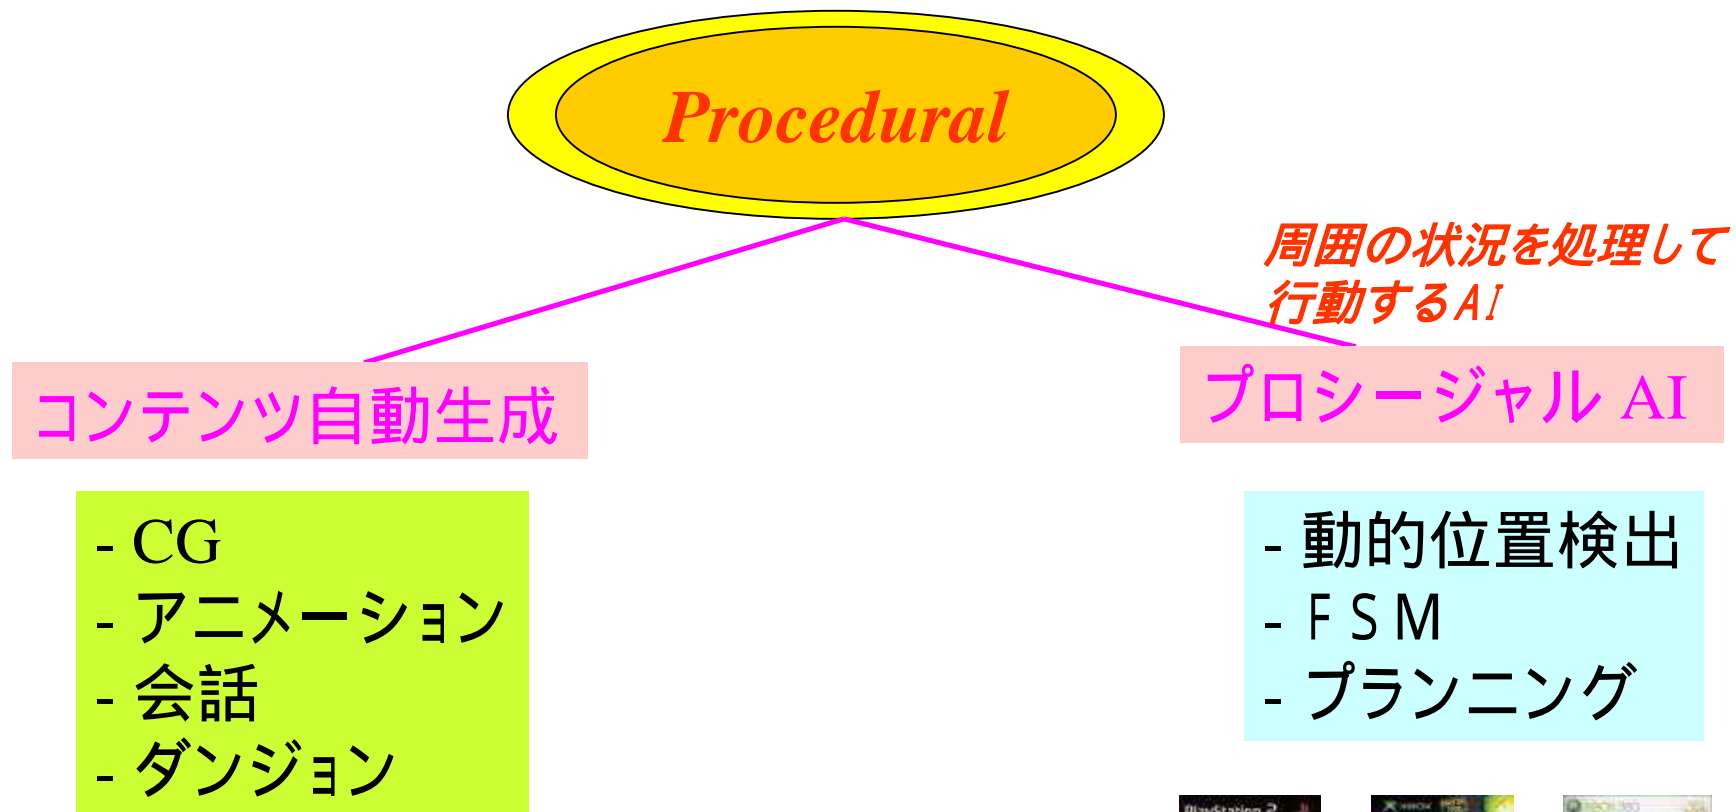 Procedural
周囲の状況を処理して
行動するAI
コンテンツ自動生成
プロシージャル AI
- CG
- アニメーション
- 会話
- ダンジョン
- 動的位置検出
- ＦＳＭ
- プランニング
PlayStation 2